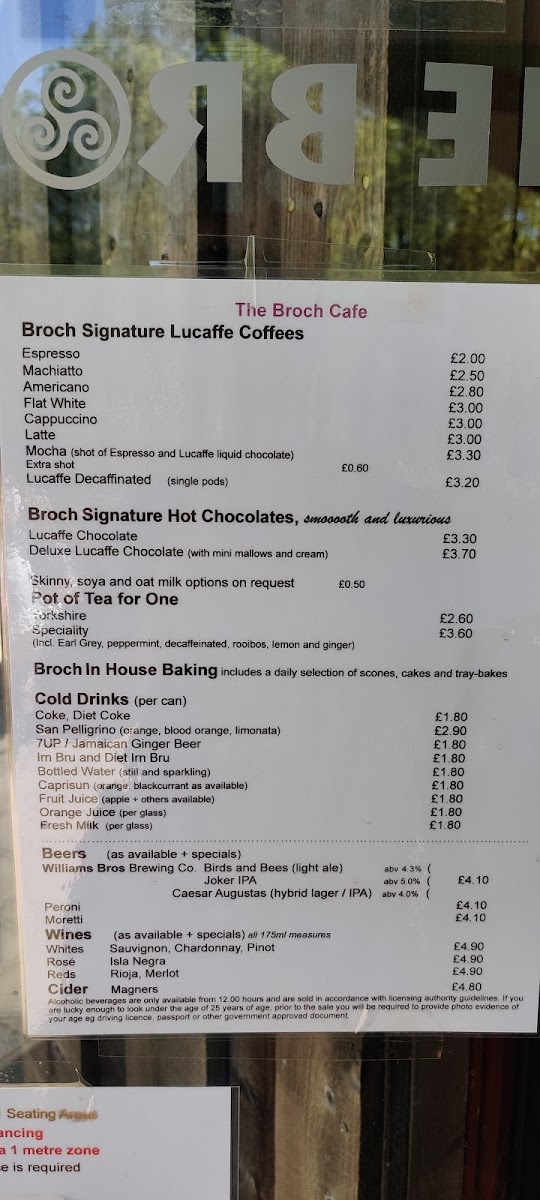 E BR
The Broch Cafe
Broch Signature Lucaffe Coffees
Espresso £2.00
Machiatto £2.50
Americano £2.80
Flat White £3.00
Cappuccino £3.00
Latte £3.00
Mocha (shot of Espresso and Lucaffe liquid chocolate) £3.30
Extra shot £0.60
Lucaffe Decaffinated (single pods) £3.20
Broch Signature Hot Chocolates, smooooth and luxurious
Lucaffe Chocolate £3.30
Deluxe Lucaffe Chocolate (with mini mallows and cream) £3.70
Skinny, soya and oat milk options on request £0.50
Pot of Tea for One
Yorkshire £2.60
Speciality £3.60
(Incl. Earl Grey, peppermint, decaffeinated, rooibos, lemon and ginger)
Broch In House Baking includes a daily selection of scones, cakes and tray-bakes
Cold Drinks (per can)
Coke, Diet Coke £1.80
San Pelligrino (orange, blood orange, limonata) £2.90
7UP / Jamaican Ginger Beer £1.80
Irn Bru and Diet Irn Bru £1.80
Bottled Water (still and sparkling) £1.80
Caprisun (orange, blackcurrant as available) £1.80
Fruit Juice (apple + others available) £1.80
Orange Juice (per glass) £1.80
Fresh Milk (per glass) £1.80
Beers (as available + specials)
Williams Bros Brewing Co. Birds and Bees (light ale) abv 4.3% (
Joker IPA abv 5.0% ( £4.10
Caesar Augustas (hybrid lager / IPA) abv 4.0% (
Peroni £4.10
Moretti £4.10
Wines (as available + specials) all 175ml measures
Whites Sauvignon, Chardonnay, Pinot £4.90
Rosé Isla Negra £4.90
Reds Rioja, Merlot £4.90
Cider Magners £4.80
Alcoholic beverages are only available from 12.00 hours and are sold in accordance with licensing authority guidelines. If you
are lucky enough to look under the age of 25 years of age, prior to the sale you will be required to provide photo evidence of
your age eg driving licence, passport or other government approved document.
Seating Areas
ancing
a 1 metre zone
se is required